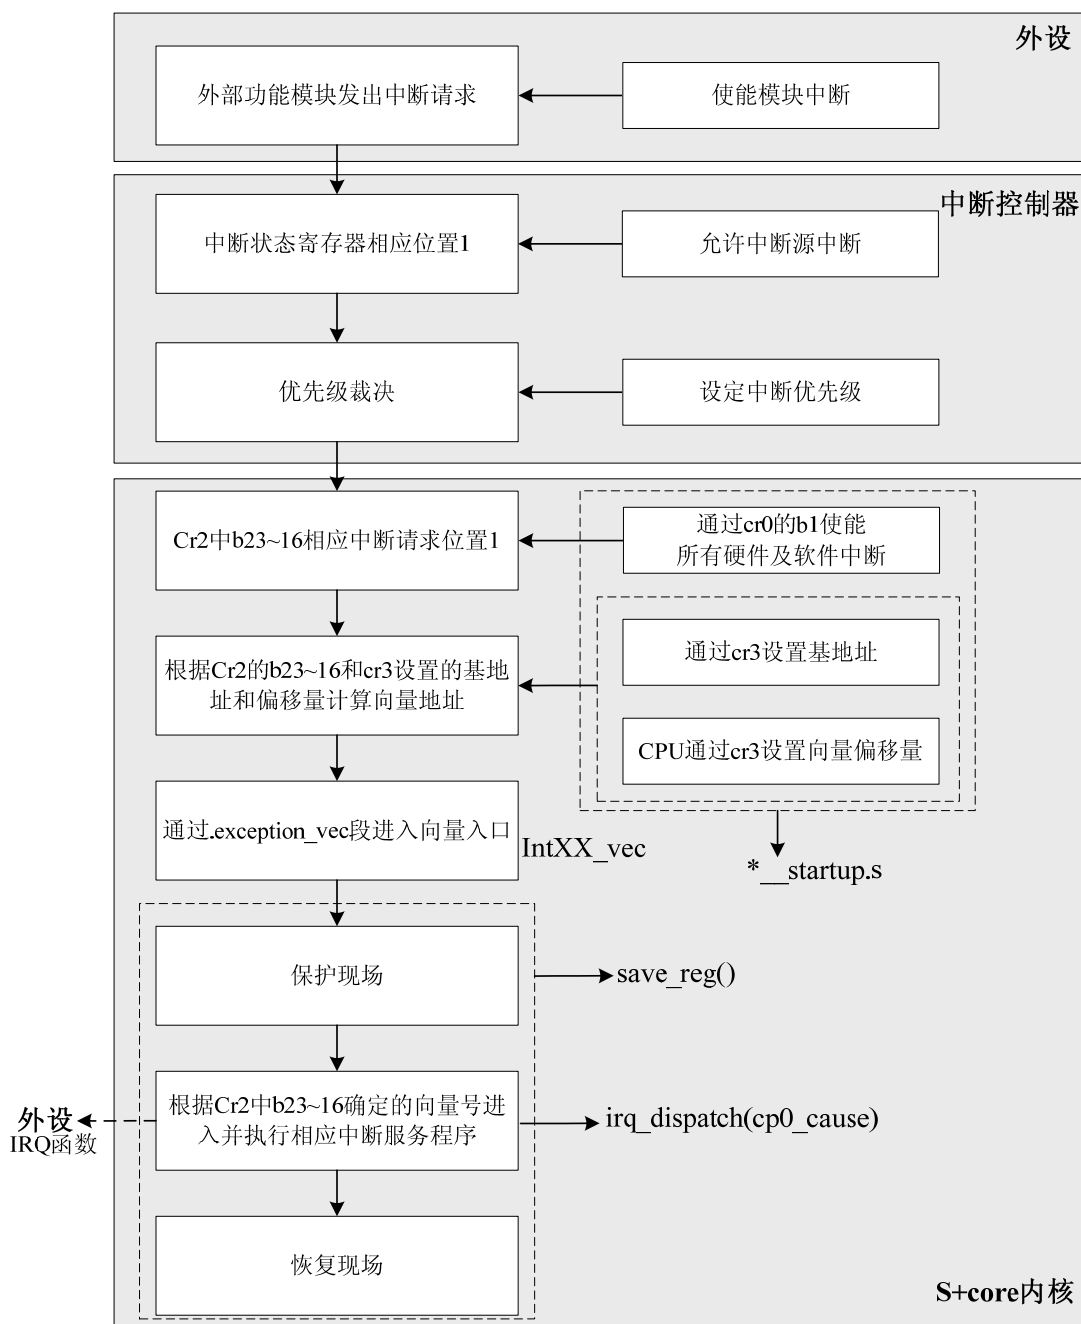 外设
外部功能模块发出中断请求
使能模块中断
中断控制器
中断状态寄存器相应位置1
允许中断源中断
优先级裁决
设定中断优先级
Cr2中b23~16相应中断请求位置1
通过cr0的b1使能
所有硬件及软件中断
根据Cr2的b23~16和cr3设置的基地
址和偏移量计算向量地址
通过cr3设置基地址
CPU通过cr3设置向量偏移量
通过.exception_vec段进入向量入口
IntXX_vec
*__startup.s
保护现场
save_reg()
根据Cr2中b23~16确定的向量号进
入并执行相应中断服务程序
外设
IRQ函数
irq_dispatch(cp0_cause)
恢复现场
S+core内核